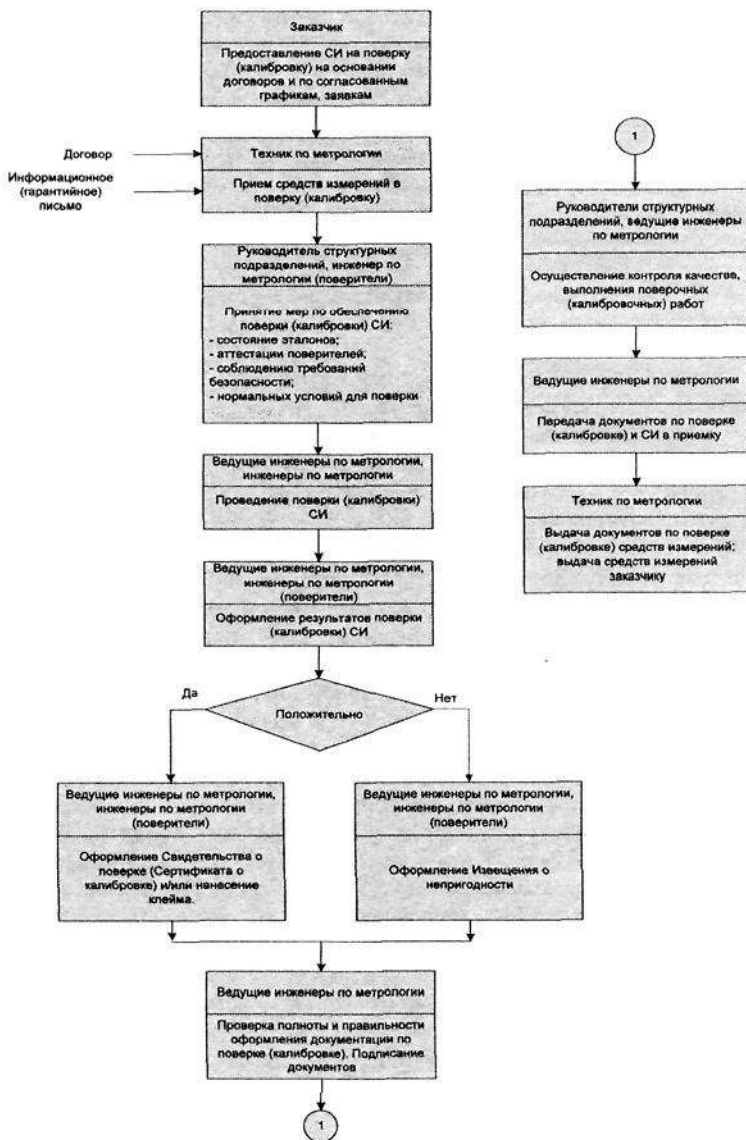 Заказчик
Предоставление СИ на поверку
(калибровку) на основании
договоров и по согласованным
графикам, заявкам
Договор
Информационное
(гарантийное)
письмо
Техник по метрологии
Прием средств измерений в
поверку (калибровку)
Руководитель структурных
подразделений, инженер по
метрологии (поверители)
Принятие мер по обеспечению
поверки (калибровки) СИ:
- состояние эталонов;
- аттестации поверителей;
- соблюдению требований
безопасности;
- нормальных условий для поверки
Ведущие инженеры по метрологии,
инженеры по метрологии
Проведение поверки (калибровки)
СИ
Ведущие инженеры по метрологии,
инженеры по метрологии
(поверители)
Оформление результатов поверки
(калибровки) СИ
Да
Положительно
Нет
Ведущие инженеры по метрологии,
инженеры по метрологии
(поверители)
Оформление Свидетельства о
поверке (Сертификата о
калибровке) и/или нанесение
клейма.
Ведущие инженеры по метрологии,
инженеры по метрологии
(поверители)
Оформление Извещения о
непригодности
Ведущие инженеры по метрологии
Проверка полноты и правильности
оформления документации по
поверке (калибровке). Подписание
документов
1
1
Руководители структурных
подразделений, ведущие инженеры
по метрологии
Осуществление контроля качества,
выполнения поверочных
(калибровочных) работ
Ведущие инженеры по метрологии
Передача документов по поверке
(калибровке) и СИ в приемку
Техник по метрологии
Выдача документов по поверке
(калибровке) средств измерений;
выдача средств измерений
заказчику